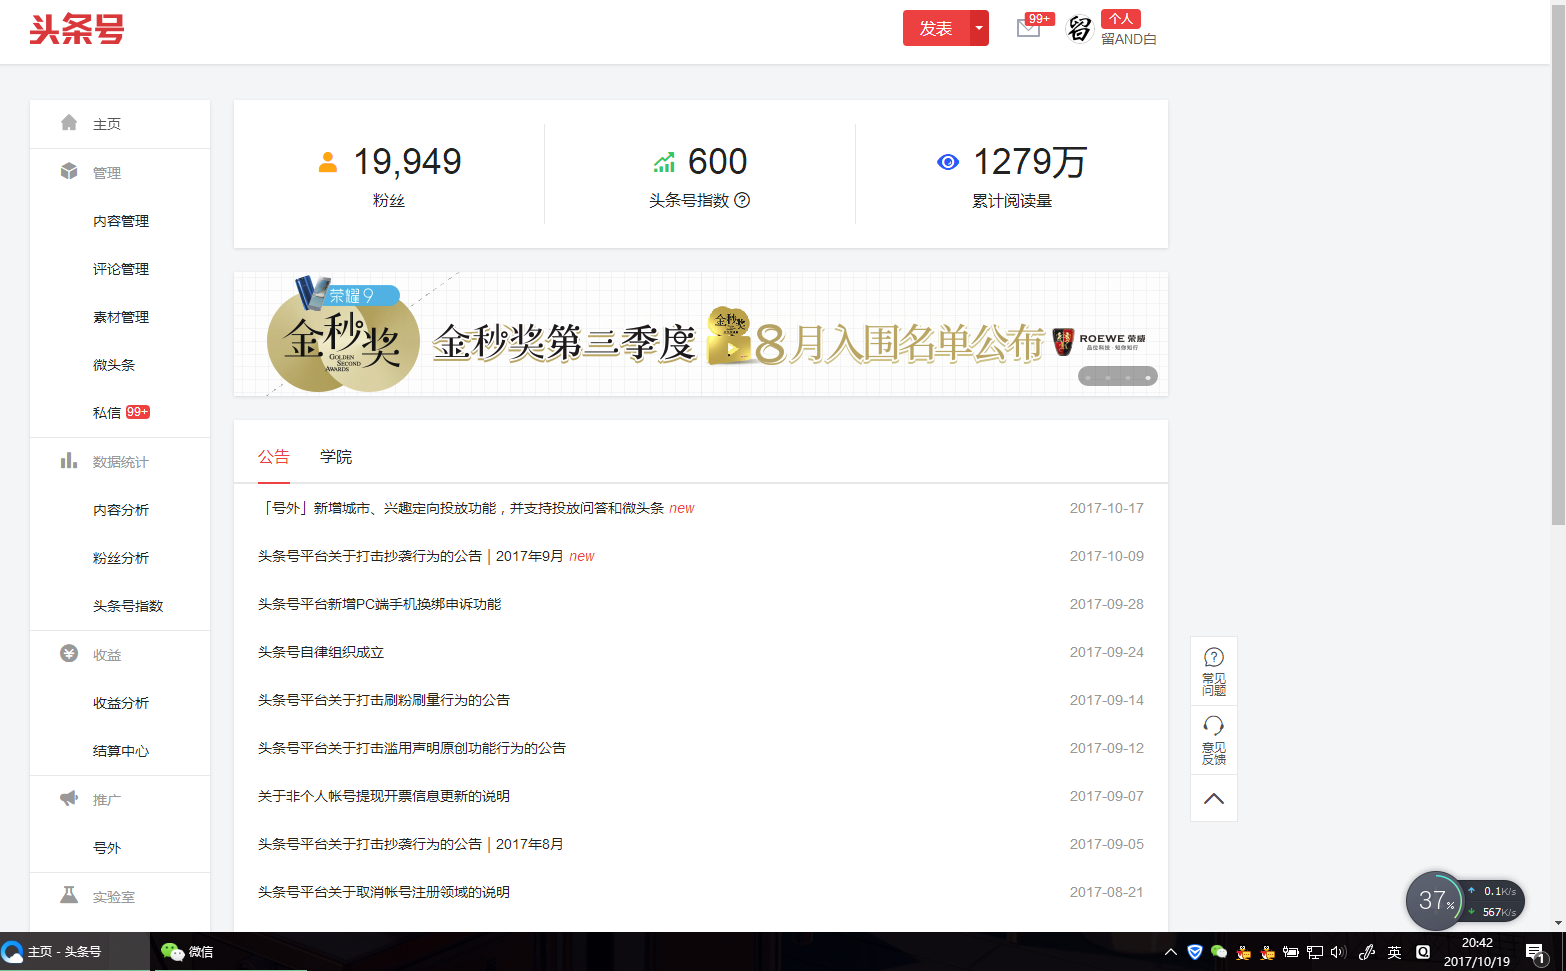 头条号
发表
99+
留
个人
留AND白
主页
管理
内容管理
评论管理
素材管理
微头条
私信 99+
数据统计
内容分析
粉丝分析
头条号指数
收益
收益分析
结算中心
推广
号外
实验室
19,949
粉丝
600
头条号指数 ?
1279万
累计阅读量
荣耀9
金秒奖
GOLDEN
SECOND
AWARDS
金秒奖第三季度
金秒奖
8月入围名单公布
ROEWE 荣威
品位科技·知你知行
公告 学院
「号外」新增城市、兴趣定向投放功能，并支持投放问答和微头条 new 2017-10-17
头条号平台关于打击抄袭行为的公告 | 2017年9月 new 2017-10-09
头条号平台新增PC端手机换绑申诉功能 2017-09-28
头条号自律组织成立 2017-09-24
头条号平台关于打击刷粉刷量行为的公告 2017-09-14
头条号平台关于打击滥用声明原创功能行为的公告 2017-09-12
关于非个人帐号提现开票信息更新的说明 2017-09-07
头条号平台关于打击抄袭行为的公告 | 2017年8月 2017-09-05
头条号平台关于取消帐号注册领域的说明 2017-08-21
常见
问题
意见
反馈
37%
0.1K/s
567K/s
主页 - 头条号
微信
英
20:42
2017/10/19
1